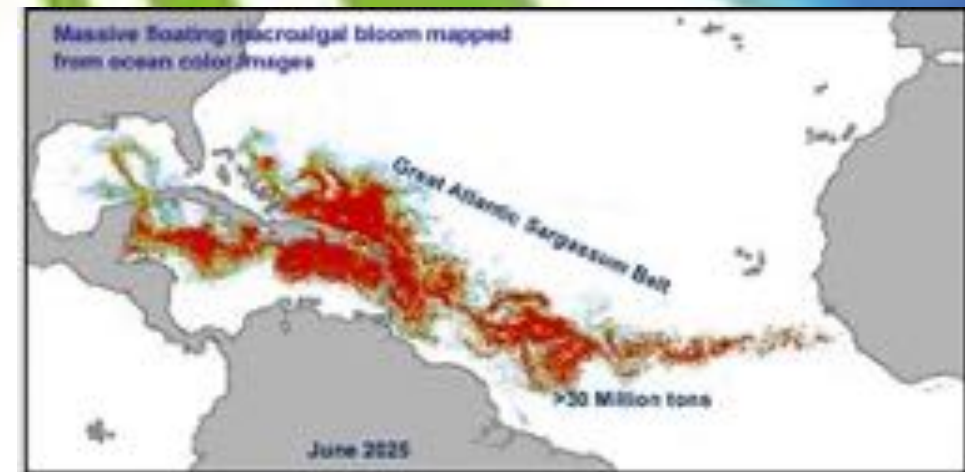 Massive floating macroalgal bloom mapped
from ocean color images
Great Atlantic Sargassum Belt
>30 Million tons
June 2025